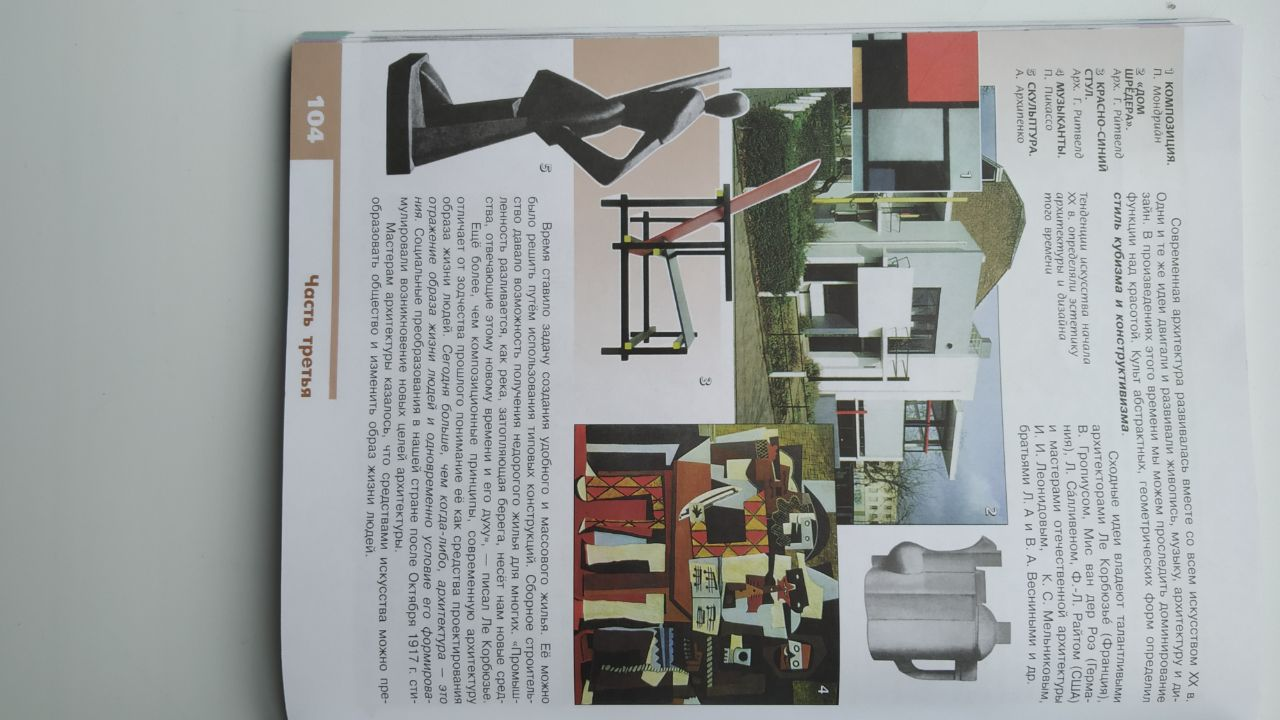 Современная архитектура развивалась вместе со всем искусством XX в.
Одни и те же идеи двигали и развивали живопись, музыку, архитектуру и ди-
зайн. В произведениях этого времени мы можем проследить доминирование
функции над красотой. Культ абстрактных, геометрических форм определил
стиль кубизма и конструктивизма.
1) КОМПОЗИЦИЯ.
П. Мондриан
2) «ДОМ
ШРЁДЕРА».
Арх. Г. Ритвелд
3) КРАСНО-СИНИЙ
СТУЛ.
Арх. Г. Ритвелд
4) МУЗЫКАНТЫ.
П. Пикассо
5) СКУЛЬПТУРА.
А. Архипенко
тенденции искусства начала
XX в. определяли эстетику
архитектуры и дизайна
того времени
Сходные идеи владеют талантливыми
архитекторами Ле Корбюзье́ (Франция),
В. Гропиусом, Мис ван дер Роэ (Герма-
ния), Л. Са́лливеном, Ф.-Л. Райтом (США)
и мастерами отечественной архитектуры
И. И. Леонидовым, К. С. Мельниковым,
братьями Л. А и В. А. Весниными и др.
1
2
3
4
5
Время ставило задачу создания удобного и массового жилья. Её можно
было решить путём использования типовых конструкций. Сборное строитель-
ство давало возможность получения недорогого жилья для многих. «Промыш-
ленность разливается, как река, затопляющая берега, несёт нам новые сред-
ства, отвечающие этому новому времени и его духу», — писал Ле Корбюзье.
Ещё более, чем композиционные принципы, современную архитектуру
отличает от зодчества прошлого понимание её как средства проектирования
образа жизни людей. Сегодня больше, чем когда-либо, архитектура — это
отражение образа жизни людей и одновременно условие его формирова-
ния. Социальные преобразования в нашей стране после Октября 1917 г. сти-
мулировали возникновение новых целей архитектуры.
Мастерам архитектуры казалось, что средствами искусства можно пре-
образовать общество и изменить образ жизни людей.
104
Часть третья